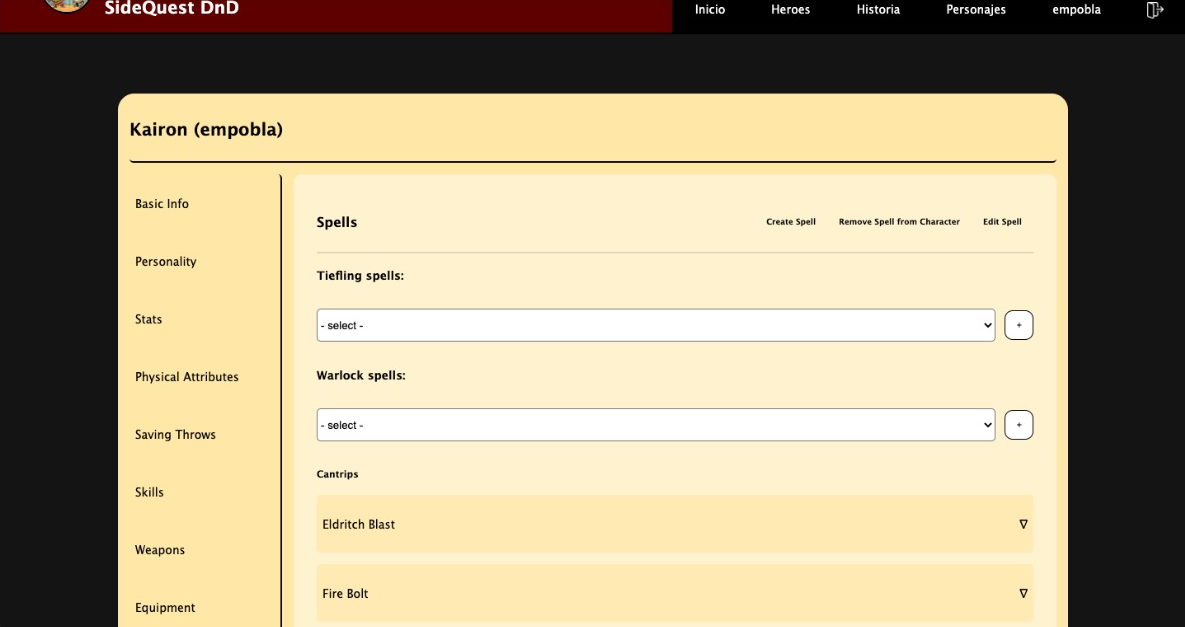 SideQuest DnD
Inicio Heroes Historia Personajes empobla
Kairon (empobla)
Basic Info
Personality
Stats
Physical Attributes
Saving Throws
Skills
Weapons
Equipment
Spells Create Spell Remove Spell from Character Edit Spell
Tiefling spells:
- select - +
Warlock spells:
- select - +
Cantrips
Eldritch Blast
Fire Bolt